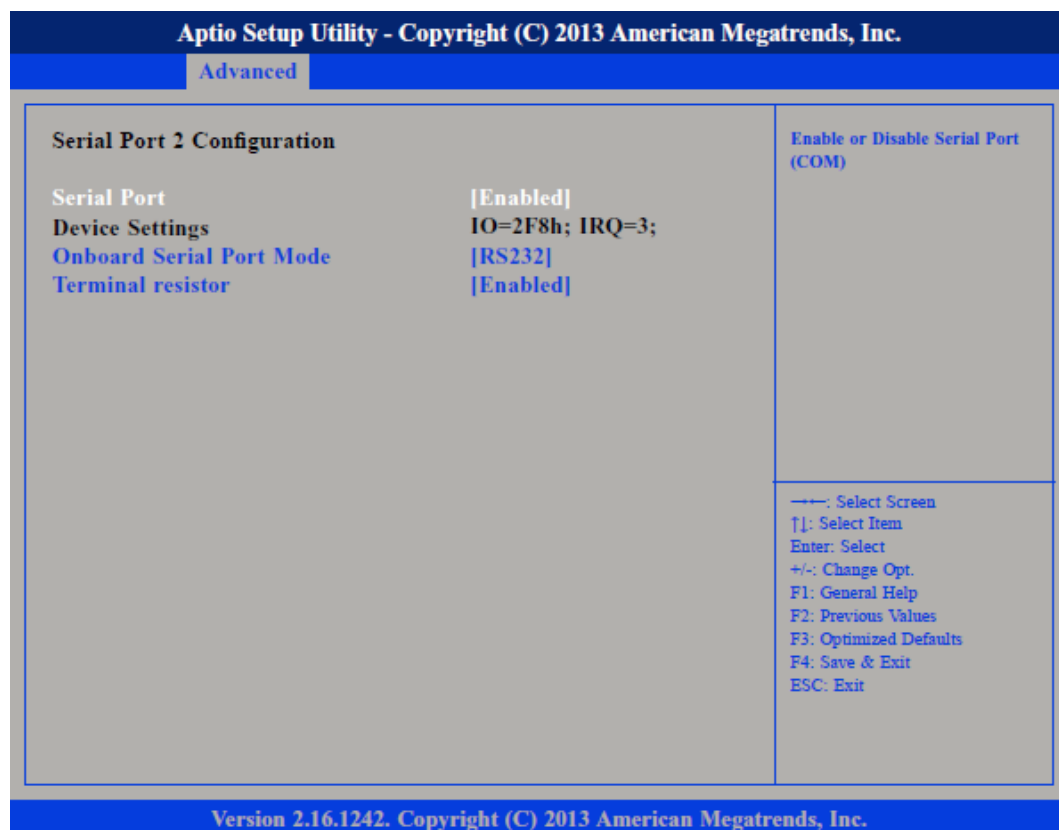 Aptio Setup Utility - Copyright (C) 2013 American Megatrends, Inc.
Advanced
Serial Port 2 Configuration
Serial Port [Enabled]
Device Settings IO=2F8h; IRQ=3;
Onboard Serial Port Mode [RS232]
Terminal resistor [Enabled]
Enable or Disable Serial Port
(COM)
→←: Select Screen
↑↓: Select Item
Enter: Select
+/-: Change Opt.
F1: General Help
F2: Previous Values
F3: Optimized Defaults
F4: Save & Exit
ESC: Exit
Version 2.16.1242. Copyright (C) 2013 American Megatrends, Inc.